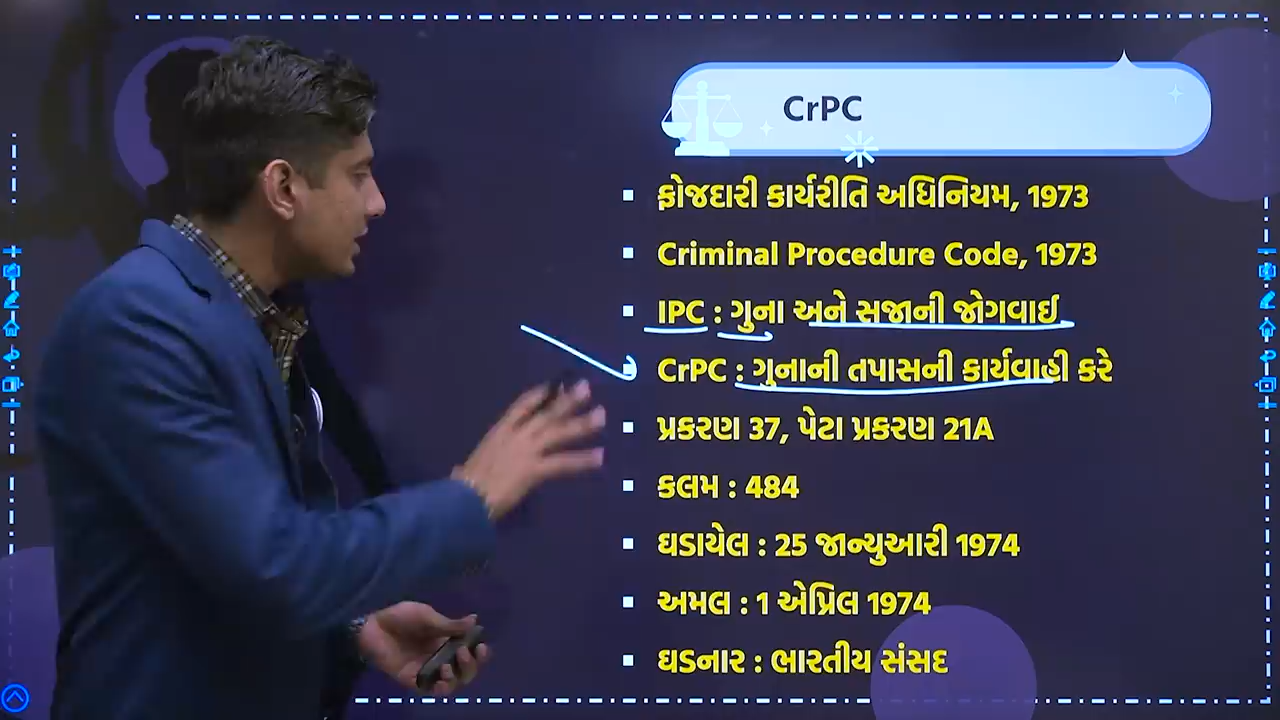 CrPC
ફોજદારી કાર્યરીતિ અધિનિયમ, 1973
Criminal Procedure Code, 1973
IPC : ગુના અને સજાની જોગવાઈ
CrPC : ગુનાની તપાસની કાર્યવાહી કરે
પ્રકરણ 37, પેટા પ્રકરણ 21A
કલમ : 484
ઘડાયેલ : 25 જાન્યુઆરી 1974
અમલ : 1 એપ્રિલ 1974
ઘડનાર : ભારતીય સંસદ